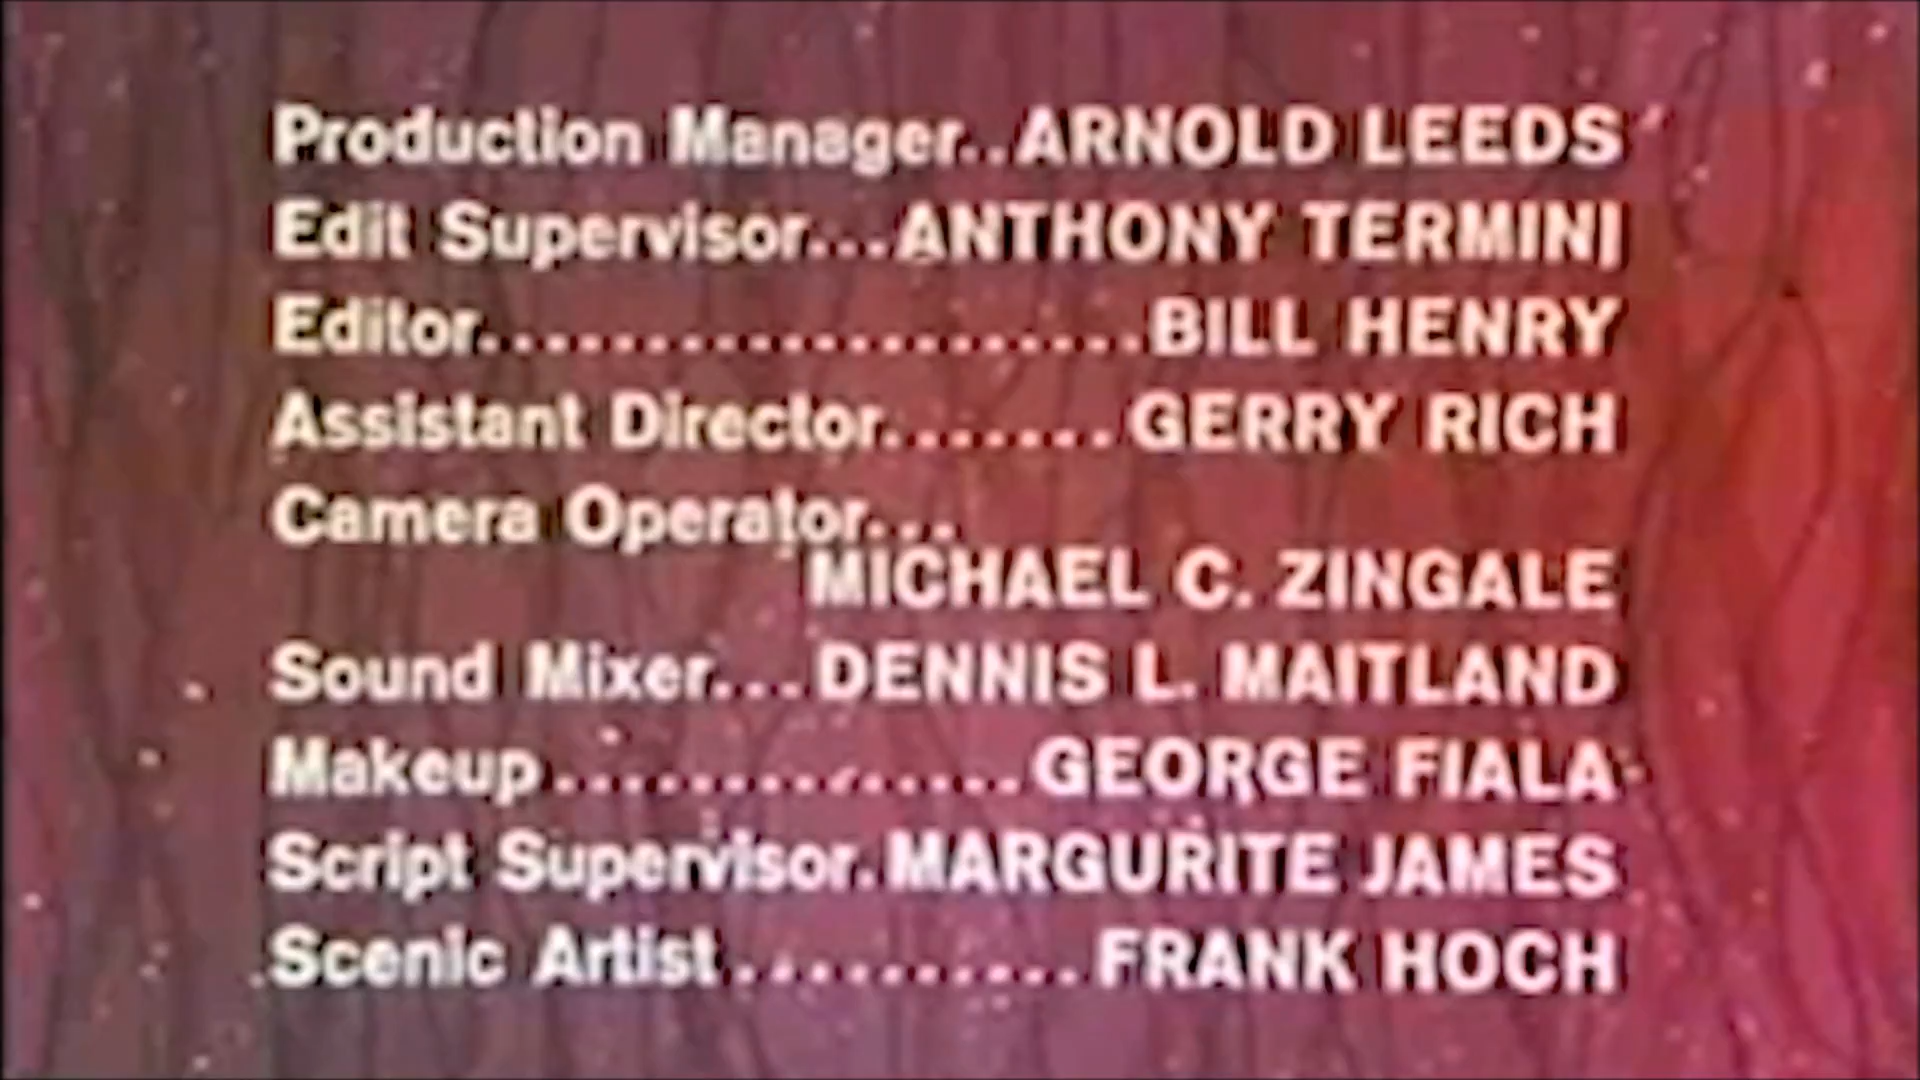 Production Manager..ARNOLD LEEDS
Edit Supervisor...ANTHONY TERMINI
Editor.....................BILL HENRY
Assistant Director.......GERRY RICH
Camera Operator...
MICHAEL C. ZINGALE
Sound Mixer...DENNIS L. MAITLAND
Makeup...............GEORGE FIALA
Script Supervisor.MARGURITE JAMES
Scenic Artist...........FRANK HOCH